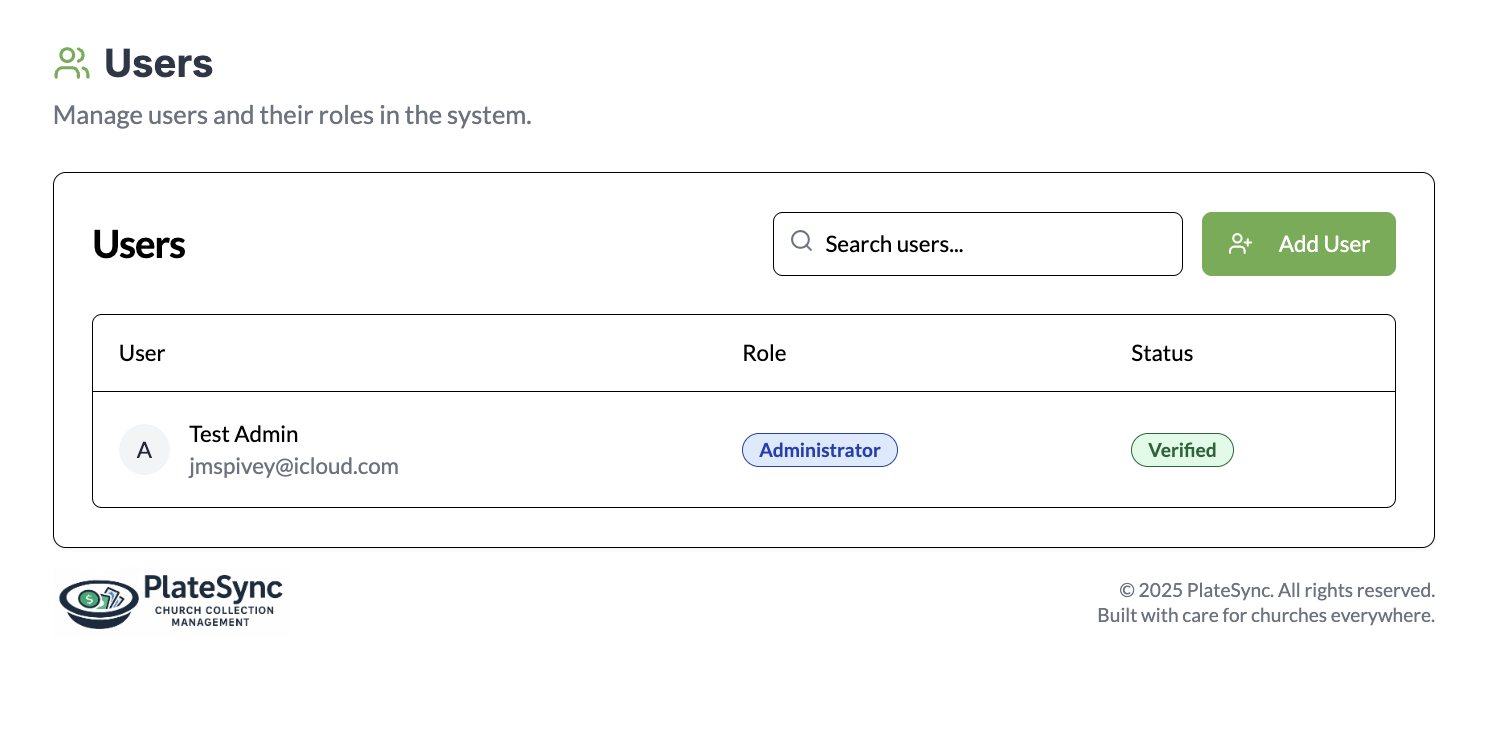 Users
Manage users and their roles in the system.
Users
Search users...
Add User
User Role Status
A
Test Admin
jmspivey@icloud.com
Administrator
Verified
$
PlateSync
CHURCH COLLECTION
MANAGEMENT
© 2025 PlateSync. All rights reserved.
Built with care for churches everywhere.